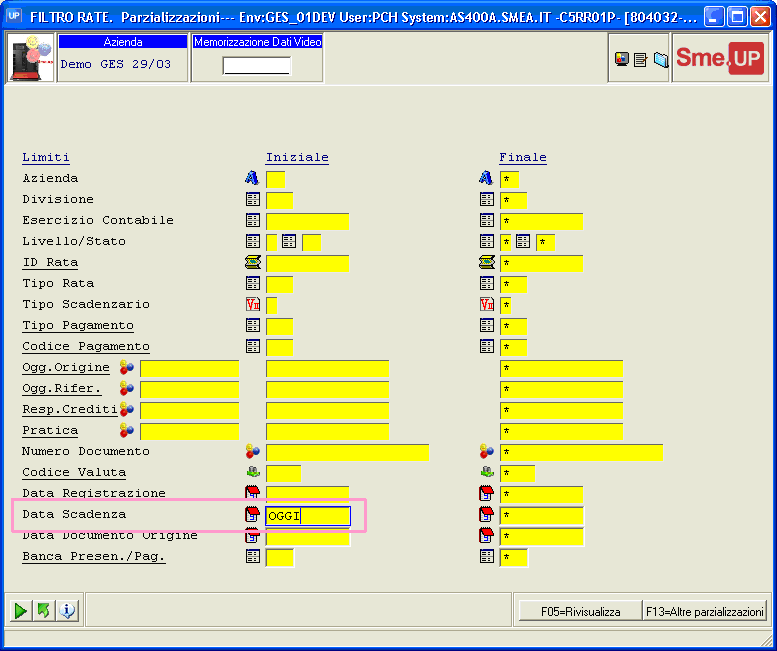 UP FILTRO RATE. Parzializzazioni--- Env:GES_01DEV User:PCH System:AS400A.SMEA.IT -C5RR01P- [804032-...
Azienda
Memorizzazione Dati Video
Demo GES 29/03
Sme.UP
Limiti Iniziale Finale
Azienda *
Divisione *
Esercizio Contabile *
Livello/Stato * *
ID Rata *
Tipo Rata *
Tipo Scadenzario *
Tipo Pagamento *
Codice Pagamento *
Ogg.Origine *
Ogg.Rifer. *
Resp.Crediti *
Pratica *
Numero Documento *
Codice Valuta *
Data Registrazione *
Data Scadenza OGGI *
Data Documento Origine *
Banca Presen./Pag. *
F05=Rivisualizza F13=Altre parzializzazioni